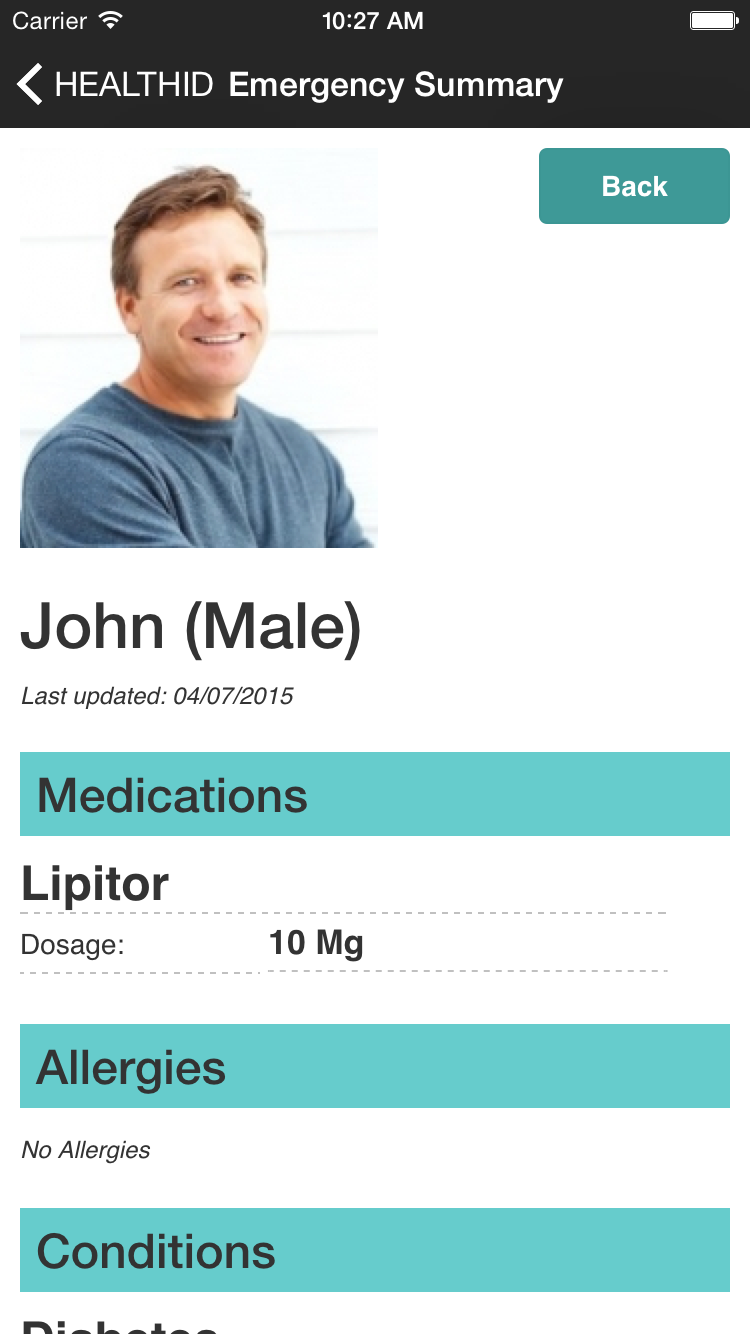 Carrier 10:27 AM
HEALTHID Emergency Summary
Back
John (Male)
Last updated: 04/07/2015
Medications
Lipitor
Dosage: 10 Mg
Allergies
No Allergies
Conditions
Diabetes